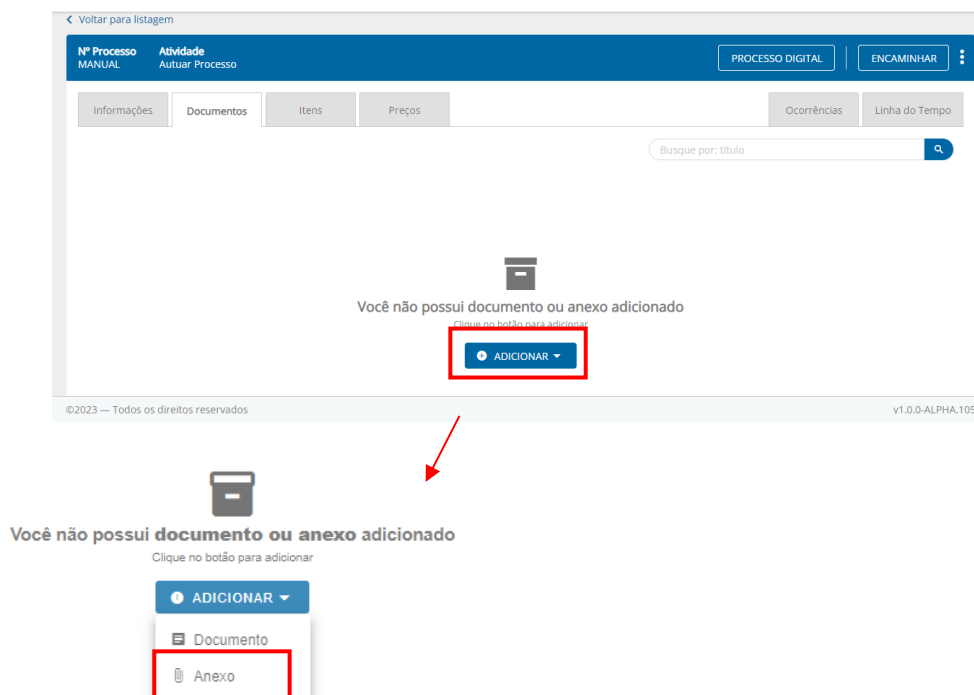 Voltar para listagem
Nº Processo Atividade
MANUAL Autuar Processo
PROCESSO DIGITAL ENCAMINHAR
Informações Documentos Itens Preços Ocorrências Linha do Tempo
Busque por: título
Você não possui documento ou anexo adicionado
Clique no botão para adicionar
ADICIONAR
©2023 — Todos os direitos reservados v1.0.0-ALPHA.105
Você não possui documento ou anexo adicionado
Clique no botão para adicionar
ADICIONAR
Documento
Anexo